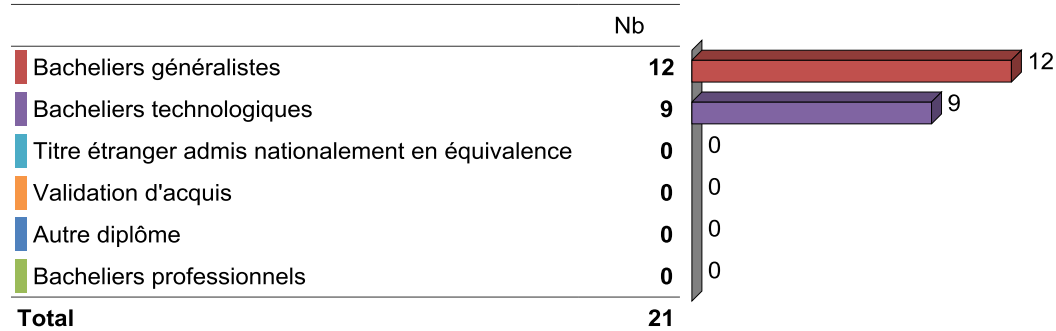 Nb
Bacheliers généralistes 12 12
Bacheliers technologiques 9 9
Titre étranger admis nationalement en équivalence 0 0
Validation d'acquis 0 0
Autre diplôme 0 0
Bacheliers professionnels 0 0
Total 21